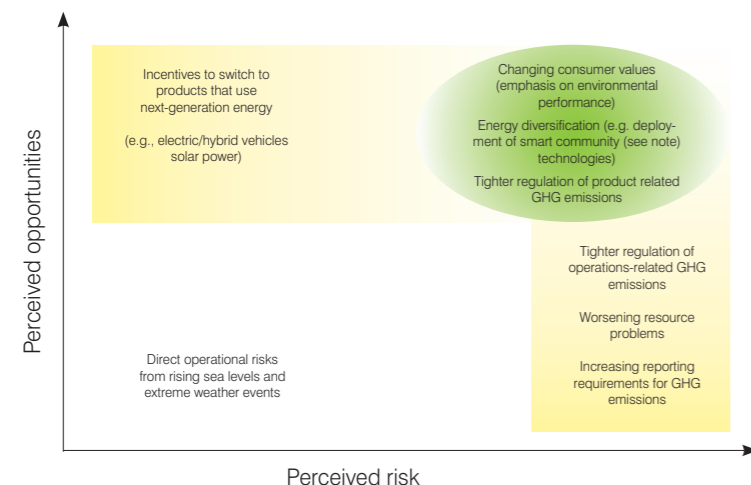 Perceived opportunities
Incentives to switch to
products that use
next-generation energy
(e.g., electric/hybrid vehicles
solar power)
Changing consumer values
(emphasis on environmental
performance)
Energy diversification (e.g. deploy-
ment of smart community (see note)
technologies)
Tighter regulation of product related
GHG emissions
Tighter regulation of
operations-related GHG
emissions
Worsening resource
problems
Increasing reporting
requirements for GHG
emissions
Direct operational risks
from rising sea levels and
extreme weather events
Perceived risk